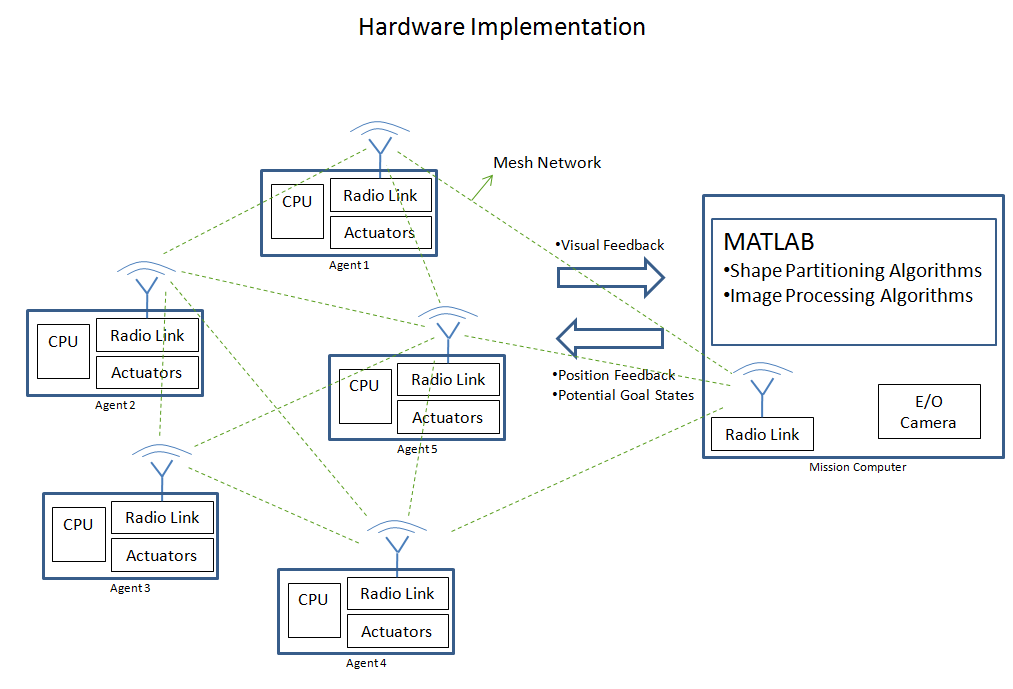 Hardware Implementation
Mesh Network
CPU
Radio Link
Actuators
Agent 1
•Visual Feedback
MATLAB
•Shape Partitioning Algorithms
•Image Processing Algorithms
CPU
Radio Link
Actuators
Agent 2
CPU
Radio Link
Actuators
Agent 5
•Position Feedback
•Potential Goal States
Radio Link
E/O
Camera
Mission Computer
CPU
Radio Link
Actuators
Agent 3
CPU
Radio Link
Actuators
Agent 4